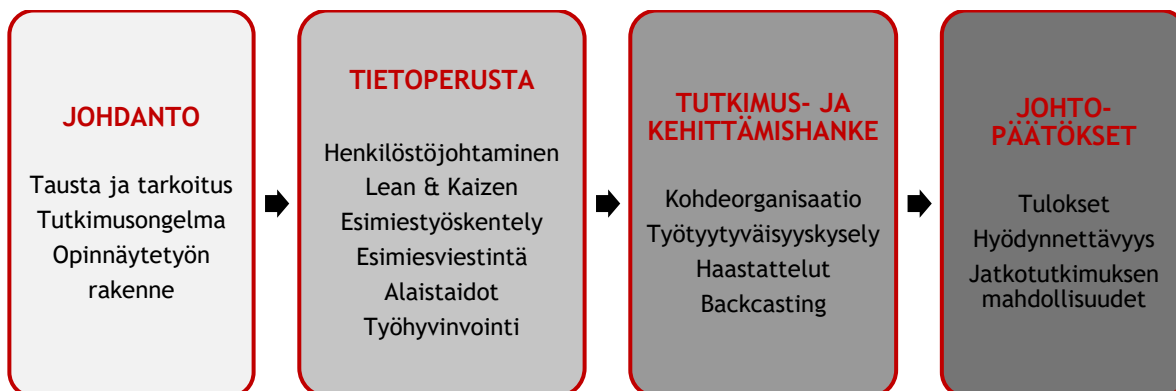 JOHDANTO
Tausta ja tarkoitus
Tutkimusongelma
Opinnäytetyön
rakenne
TIETOPERUSTA
Henkilöstöjohtaminen
Lean & Kaizen
Esimiestyöskentely
Esimiesviestintä
Alaistaidot
Työhyvinvointi
TUTKIMUS- JA
KEHITTÄMISHANKE
Kohdeorganisaatio
Työtyytyväisyyskysely
Haastattelut
Backcasting
JOHTO-
PÄÄTÖKSET
Tulokset
Hyödynnettävyys
Jatkotutkimuksen
mahdollisuudet